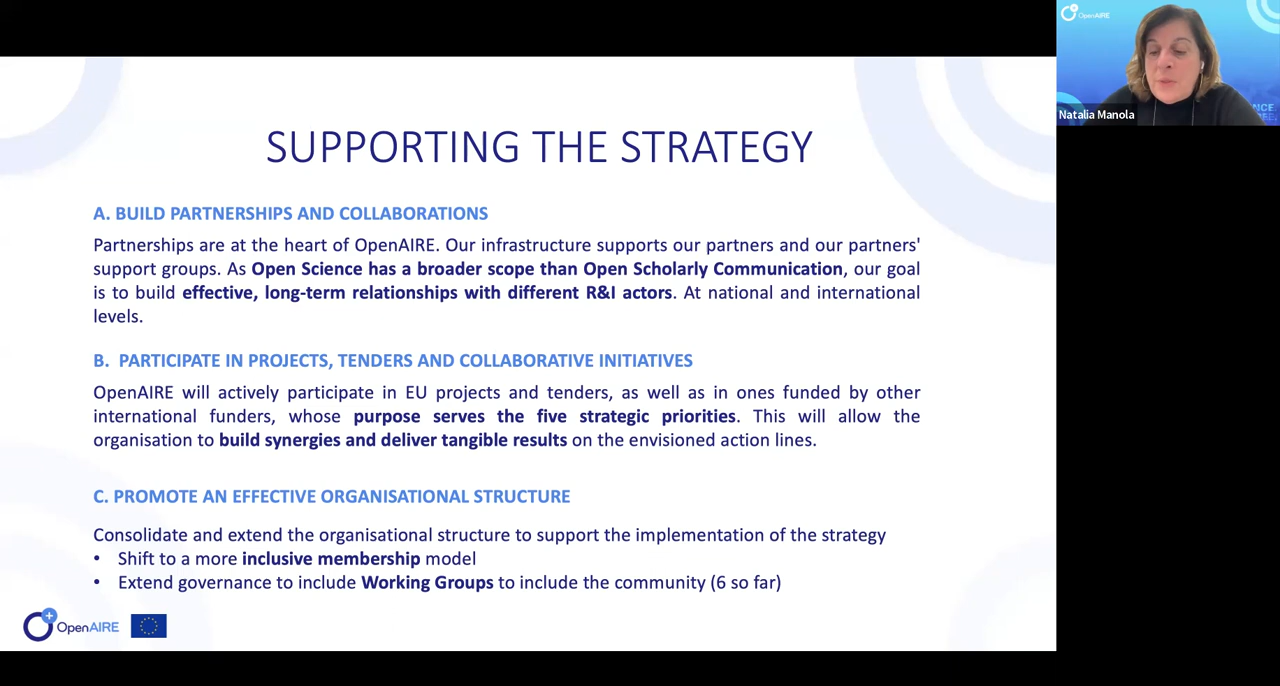 SUPPORTING THE STRATEGY
A. BUILD PARTNERSHIPS AND COLLABORATIONS
Partnerships are at the heart of OpenAIRE. Our infrastructure supports our partners and our partners'
support groups. As Open Science has a broader scope than Open Scholarly Communication, our goal
is to build effective, long-term relationships with different R&I actors. At national and international
levels.
B. PARTICIPATE IN PROJECTS, TENDERS AND COLLABORATIVE INITIATIVES
OpenAIRE will actively participate in EU projects and tenders, as well as in ones funded by other
international funders, whose purpose serves the five strategic priorities. This will allow the
organisation to build synergies and deliver tangible results on the envisioned action lines.
C. PROMOTE AN EFFECTIVE ORGANISATIONAL STRUCTURE
Consolidate and extend the organisational structure to support the implementation of the strategy
• Shift to a more inclusive membership model
• Extend governance to include Working Groups to include the community (6 so far)
OpenAIRE
OpenAIRE
Natalia Manola